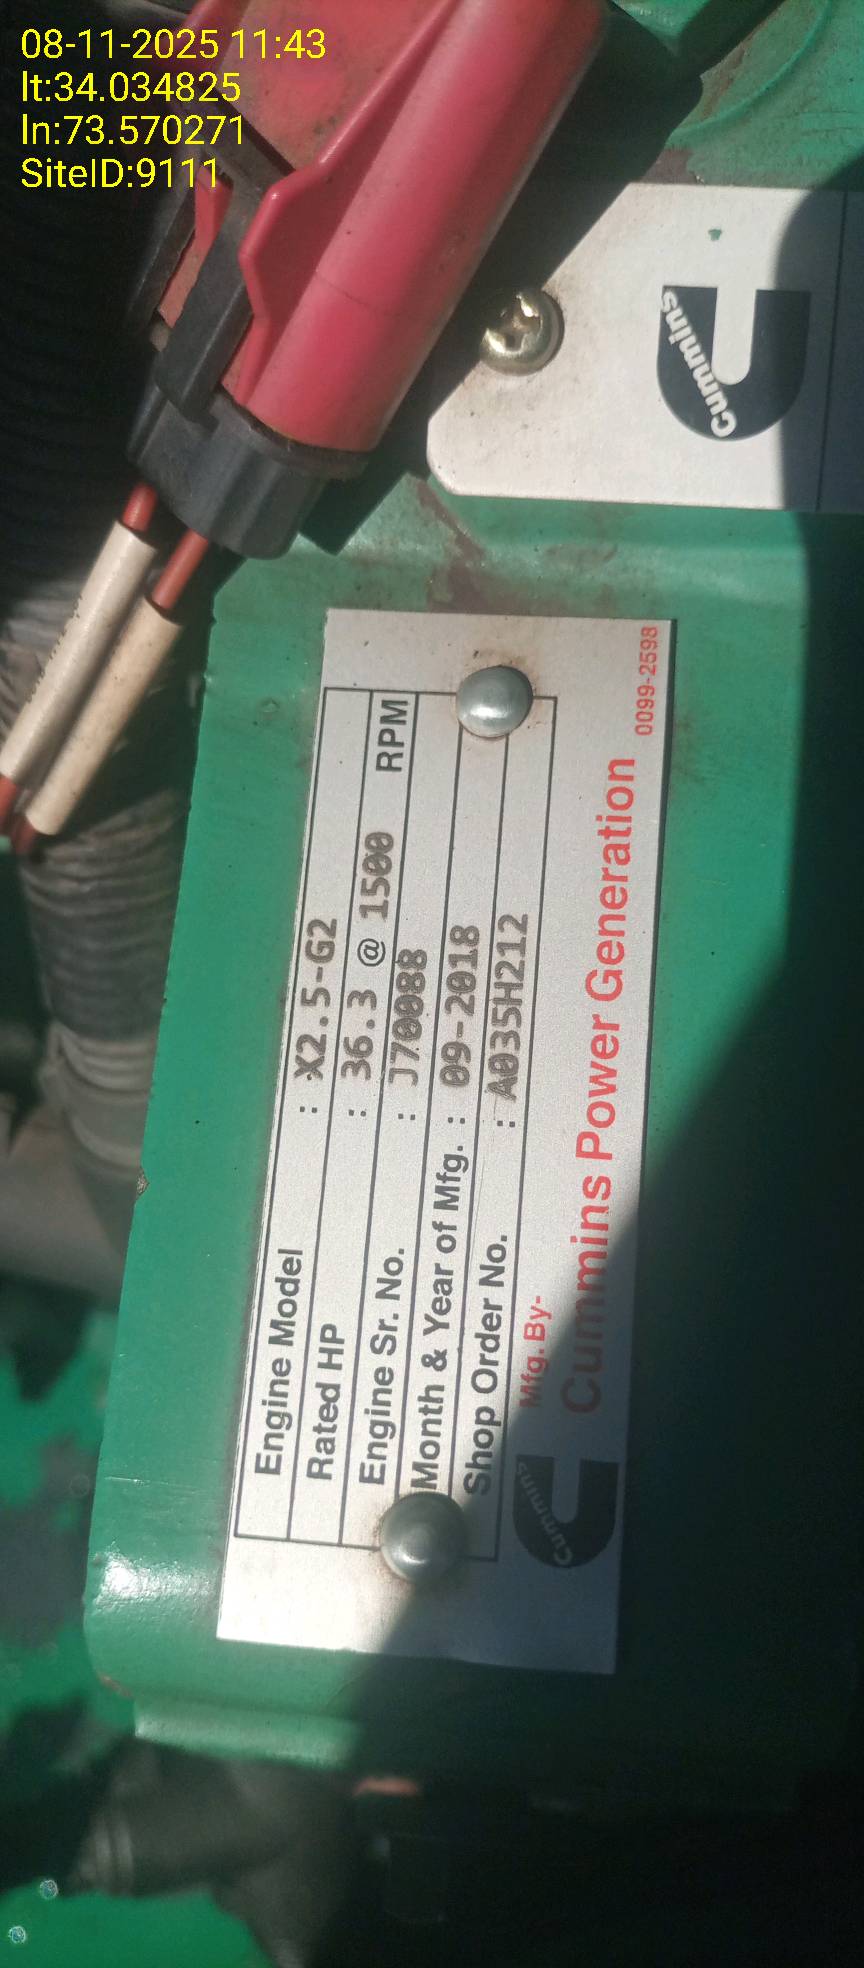 08-11-2025 11:43
lt:34.034825
ln:73.570271
SiteID:9111
Cummins
Engine Model : X2.5-G2
Rated HP : 36.3 @ 1500 RPM
Engine Sr. No. : J70088
Month & Year of Mfg. : 09-2018
Shop Order No. : A035H212
Cummins
Mfg. By-
Cummins Power Generation
0099-2598